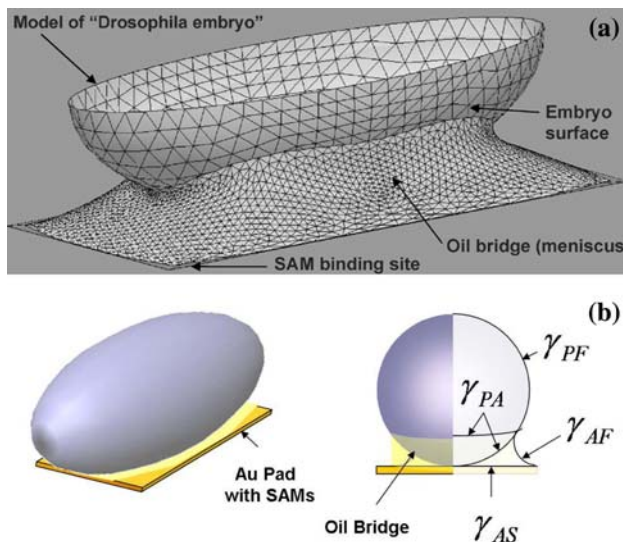 Model of “Drosophila embryo”
(a)
Embryo
surface
Oil bridge (meniscus
SAM binding site
(b)
γPF
γPA
γAF
Au Pad
with SAMs
Oil Bridge
γAS